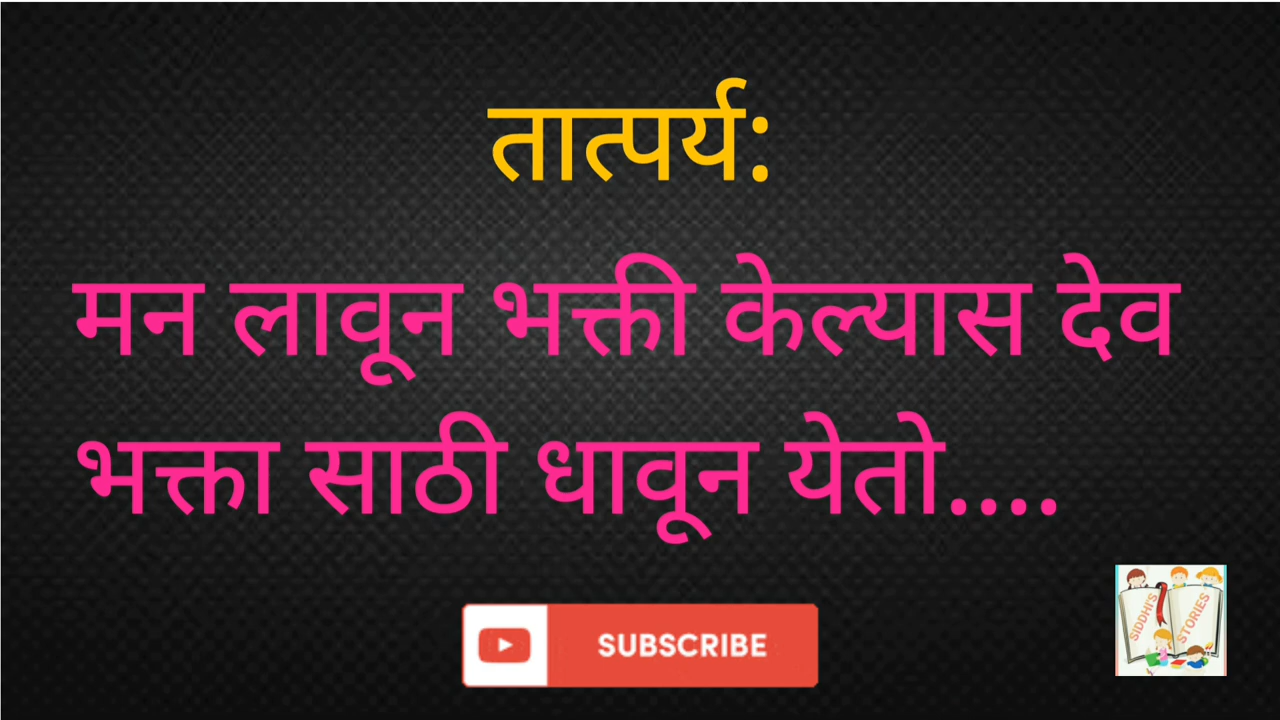 तात्पर्य:
मन लावून भक्ती केल्यास देव
भक्ता साठी धावून येतो....
SUBSCRIBE
SIDDHI'S
STORIES